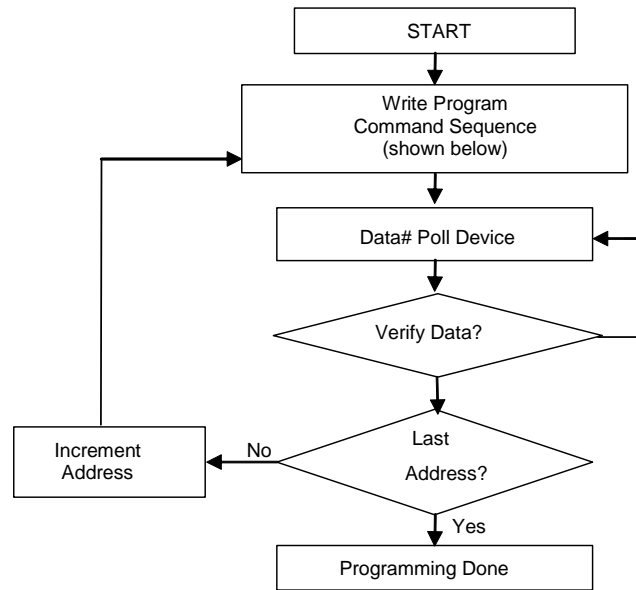 START
Write Program
Command Sequence
(shown below)
Data# Poll Device
Verify Data?
Last
Address?
No
Increment
Address
Yes
Programming Done